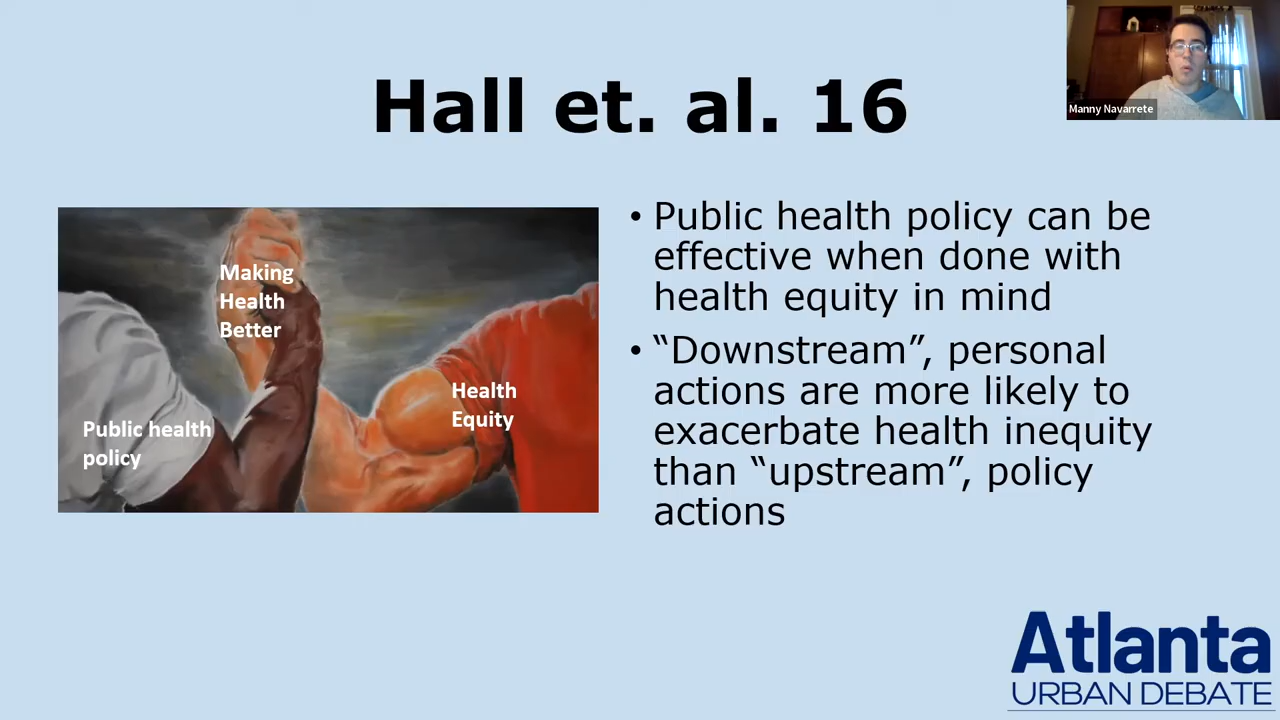 Hall et. al. 16
Manny Navarrete
Making
Health
Better
Health
Equity
Public health
policy
• Public health policy can be
effective when done with
health equity in mind
• “Downstream”, personal
actions are more likely to
exacerbate health inequity
than “upstream”, policy
actions
Atlanta
URBAN DEBATE